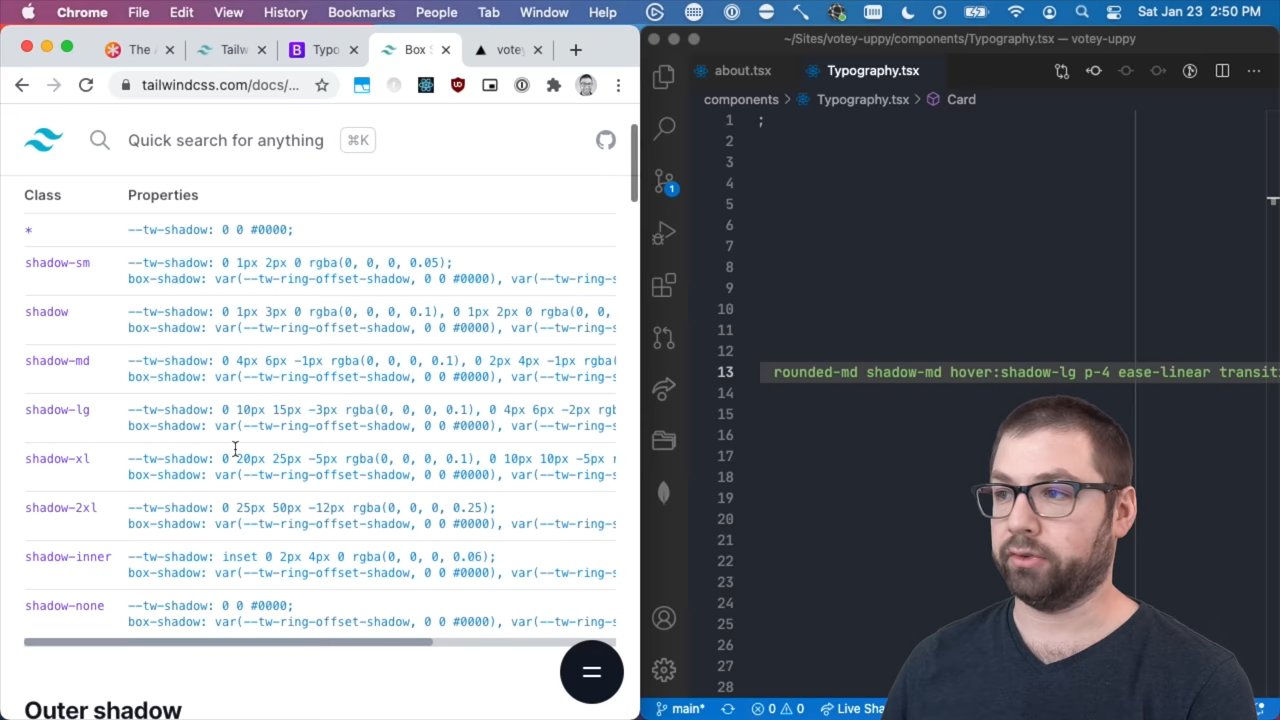 Chrome File Edit View History Bookmarks People Tab Window Help
Sat Jan 23 2:50 PM
The A
Tailw
B Typo
Box S
votey
tailwindcss.com/docs/...
Quick search for anything ⌘K
Class Properties
* --tw-shadow: 0 0 #0000;
shadow-sm --tw-shadow: 0 1px 2px 0 rgba(0, 0, 0, 0.05);
box-shadow: var(--tw-ring-offset-shadow, 0 0 #0000), var(--tw-ring-s
shadow --tw-shadow: 0 1px 3px 0 rgba(0, 0, 0, 0.1), 0 1px 2px 0 rgba(0, 0,
box-shadow: var(--tw-ring-offset-shadow, 0 0 #0000), var(--tw-ring-s
shadow-md --tw-shadow: 0 4px 6px -1px rgba(0, 0, 0, 0.1), 0 2px 4px -1px rgba(
box-shadow: var(--tw-ring-offset-shadow, 0 0 #0000), var(--tw-ring-s
shadow-lg --tw-shadow: 0 10px 15px -3px rgba(0, 0, 0, 0.1), 0 4px 6px -2px rgb
box-shadow: var(--tw-ring-offset-shadow, 0 0 #0000), var(--tw-ring-s
shadow-xl --tw-shadow: 0 20px 25px -5px rgba(0, 0, 0, 0.1), 0 10px 10px -5px r
box-shadow: var(--tw-ring-offset-shadow, 0 0 #0000), var(--tw-ring-s
shadow-2xl --tw-shadow: 0 25px 50px -12px rgba(0, 0, 0, 0.25);
box-shadow: var(--tw-ring-offset-shadow, 0 0 #0000), var(--tw-ring-s
shadow-inner --tw-shadow: inset 0 2px 4px 0 rgba(0, 0, 0, 0.06);
box-shadow: var(--tw-ring-offset-shadow, 0 0 #0000), var(--tw-ring-s
shadow-none --tw-shadow: 0 0 #0000;
box-shadow: var(--tw-ring-offset-shadow, 0 0 #0000), var(--tw-ring-s
Outer shadow
~/Sites/votey-uppy/components/Typography.tsx — votey-uppy
about.tsx
Typography.tsx
components > Typography.tsx > Card
1
1 ;
2
3
4
5
6
7
8
9
10
11
12
13 rounded-md shadow-md hover:shadow-lg p-4 ease-linear transiti
14
15
16
17
18
19
20
21
22
23
24
25
26
27
28
main* 0 0 Live Sha